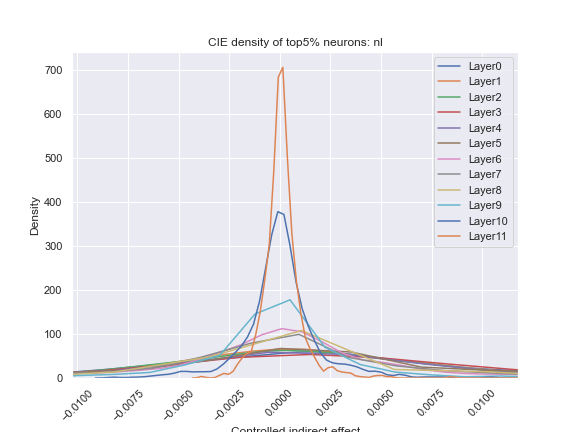 CIE density of top5% neurons: nl
700
600
500
400
300
200
100
0
Density
Layer0
Layer1
Layer2
Layer3
Layer4
Layer5
Layer6
Layer7
Layer8
Layer9
Layer10
Layer11
-0.0100
-0.0075
-0.0050
-0.0025
0.0000
0.0025
0.0050
0.0075
0.0100
Controlled indirect effect